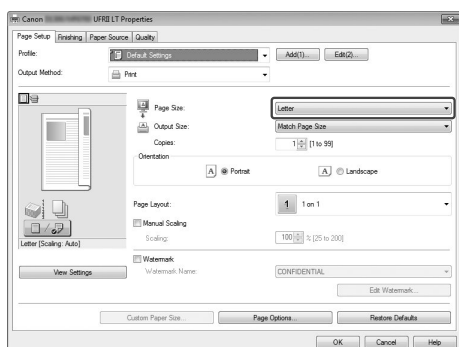 Canon UFRII LT Properties
Page Setup Finishing Paper Source Quality
Profile: Default Settings Add(1)... Edit(2)...
Output Method: Print
Page Size: Letter
Output Size: Match Page Size
Copies: 1 [1 to 99]
Orientation
A Portrait A Landscape
Page Layout: 1 1 on 1
Manual Scaling
Scaling: 100 % [25 to 200]
Letter [Scaling: Auto]
View Settings
Watermark
Watermark Name: CONFIDENTIAL
Edit Watermark...
Custom Paper Size... Page Options... Restore Defaults
OK Cancel Help